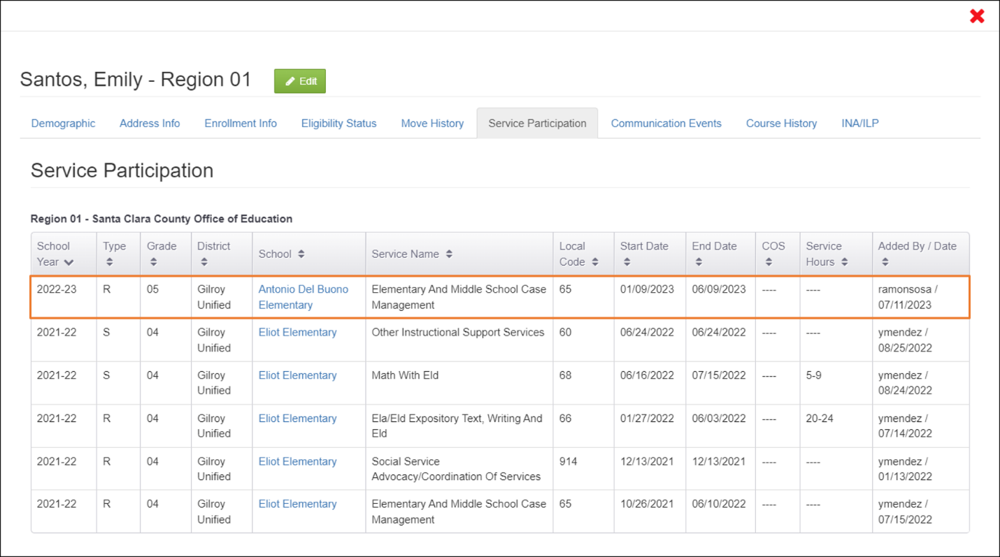 Santos, Emily - Region 01 Edit
Demographic Address Info Enrollment Info Eligibility Status Move History Service Participation Communication Events Course History INA/ILP
Service Participation
Region 01 - Santa Clara County Office of Education
School Type Grade District School Service Name Local Start Date End Date COS Service Added By / Date
Year Code Hours
2022-23 R 05 Gilroy Antonio Del Buono Elementary And Middle School Case 65 01/09/2023 06/09/2023 ---- ---- ramonsosa /
Unified Elementary Management 07/11/2023
2021-22 S 04 Gilroy Eliot Elementary Other Instructional Support Services 60 06/24/2022 06/24/2022 ---- ---- ymendez /
Unified 08/25/2022
2021-22 S 04 Gilroy Eliot Elementary Math With Eld 68 06/16/2022 07/15/2022 ---- 5-9 ymendez /
Unified 08/24/2022
2021-22 R 04 Gilroy Eliot Elementary Ela/Eld Expository Text, Writing And 66 01/27/2022 06/03/2022 ---- 20-24 ymendez /
Unified Eld 07/14/2022
2021-22 R 04 Gilroy Eliot Elementary Social Service 914 12/13/2021 12/13/2021 ---- ---- ymendez /
Unified Advocacy/Coordination Of Services 01/13/2022
2021-22 R 04 Gilroy Eliot Elementary Elementary And Middle School Case 65 10/26/2021 06/10/2022 ---- ---- ymendez /
Unified Management 07/15/2022